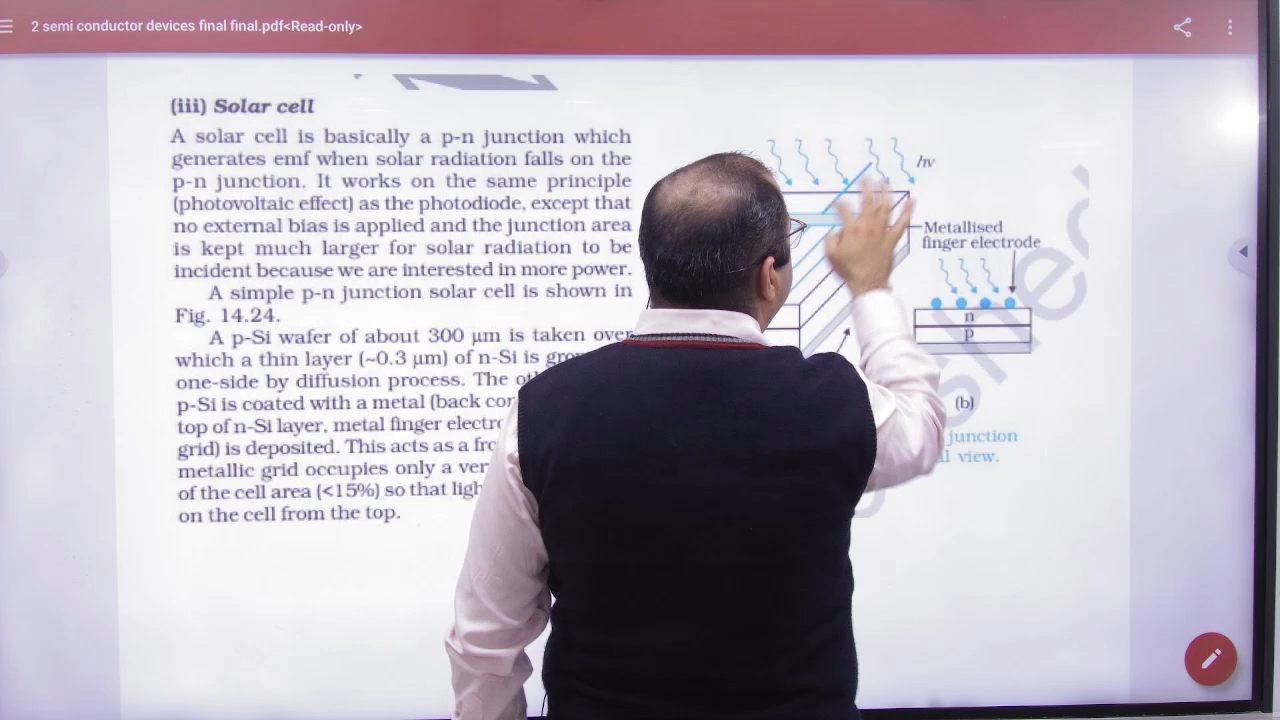 2 semi conductor devices final final.pdf<Read-only>
(iii) Solar cell
A solar cell is basically a p-n junction which
generates emf when solar radiation falls on the
p-n junction. It works on the same principle
(photovoltaic effect) as the photodiode, except that
no external bias is applied and the junction area
is kept much larger for solar radiation to be
incident because we are interested in more power.
A simple p-n junction solar cell is shown in
Fig. 14.24.
A p-Si wafer of about 300 μm is taken over
which a thin layer (~0.3 μm) of n-Si is
one-side by diffusion process. The
p-Si is coated with a metal (back
top of n-Si layer, metal finger
grid) is deposited. This acts as a
metallic grid occupies only a
of the cell area (<15%) so that
on the cell from the top.
hν
Metallised
finger electrode
n
p
(b)
junction
view.